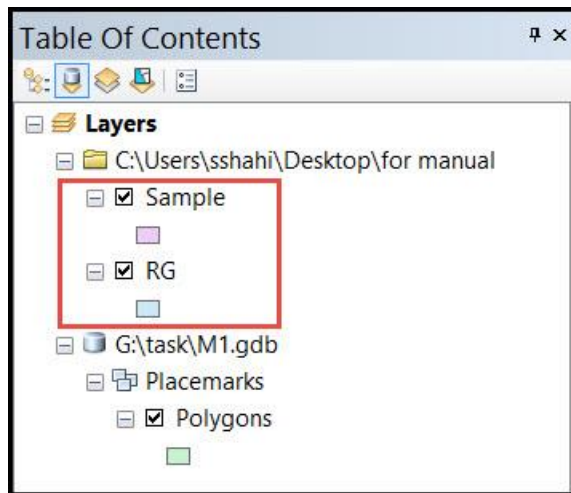 Table Of Contents
Layers
C:\Users\sshahi\Desktop\for manual
Sample
RG
G:\task\M1.gdb
Placemarks
Polygons